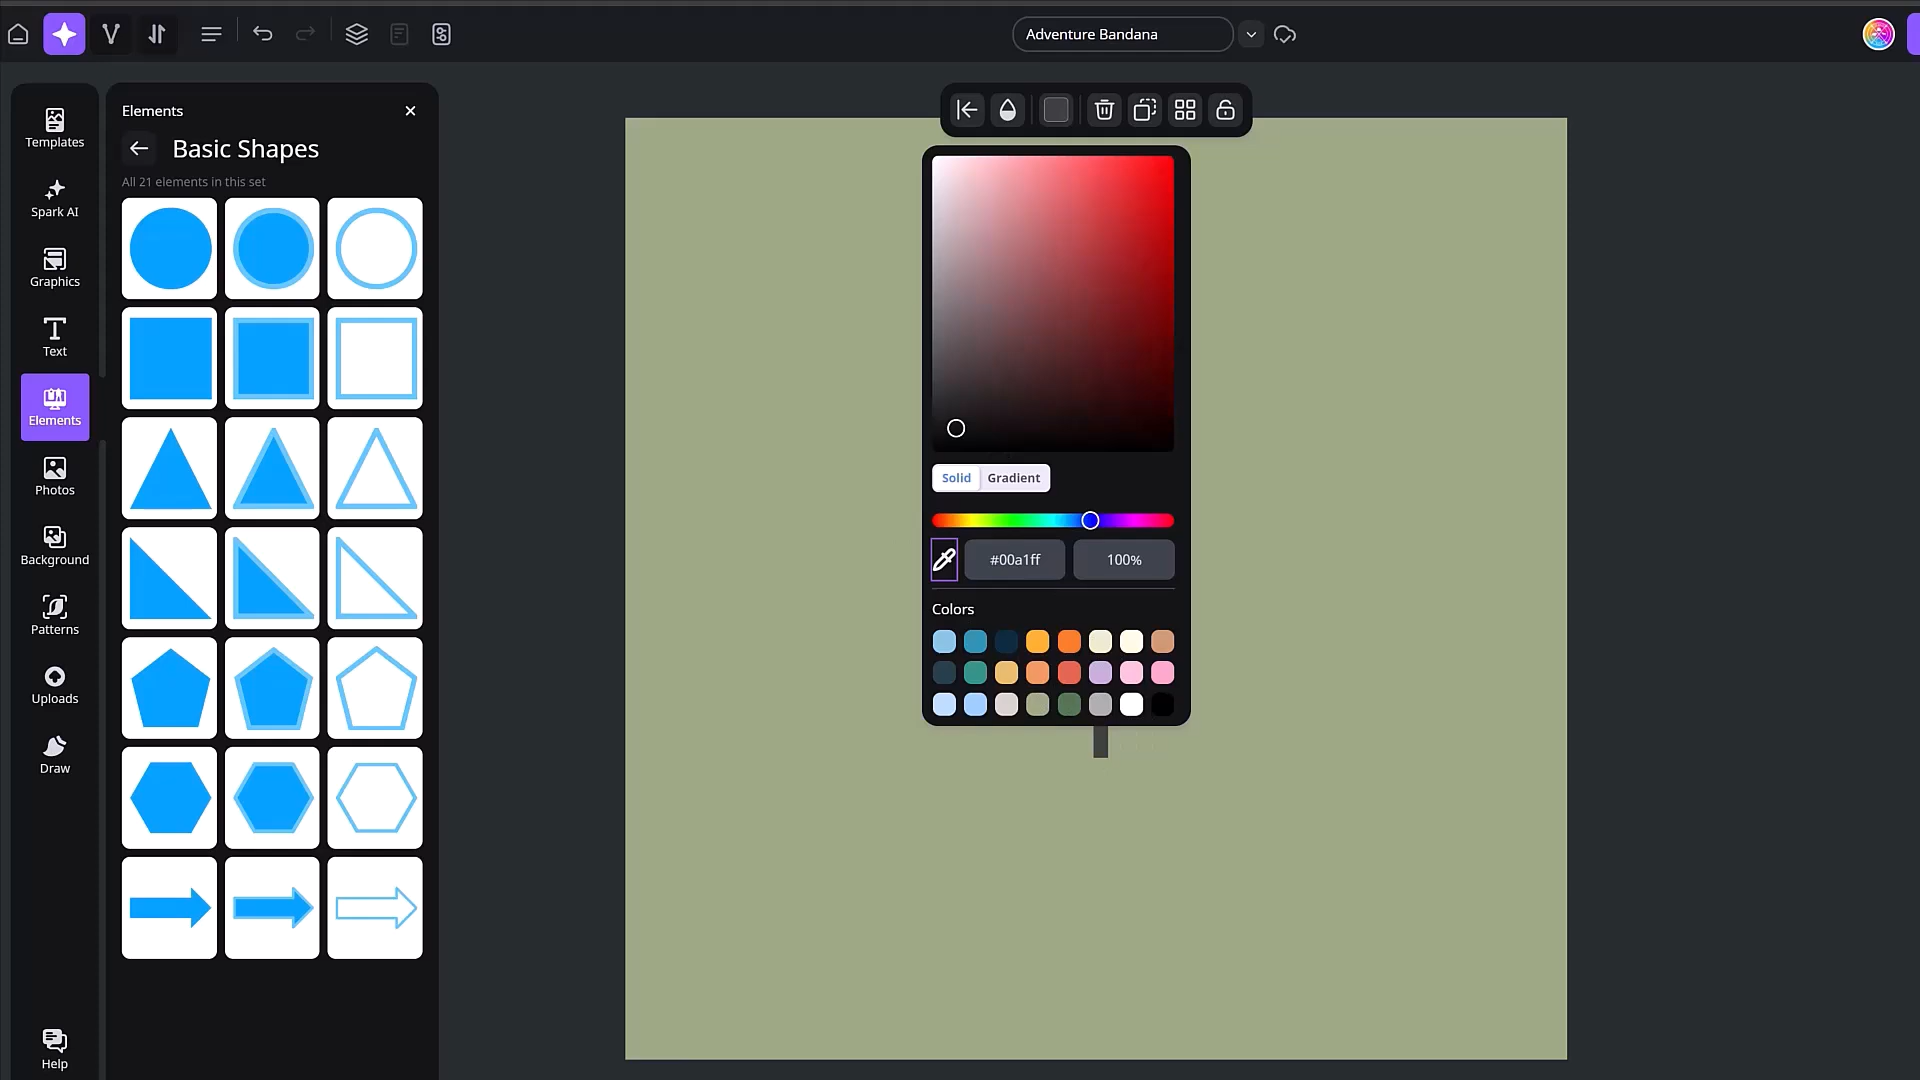 Adventure Bandana
Templates
Spark AI
Graphics
Text
Elements
Photos
Background
Patterns
Uploads
Draw
Help
Elements
Basic Shapes
All 21 elements in this set
Solid
Gradient
#00a1ff
100%
Colors